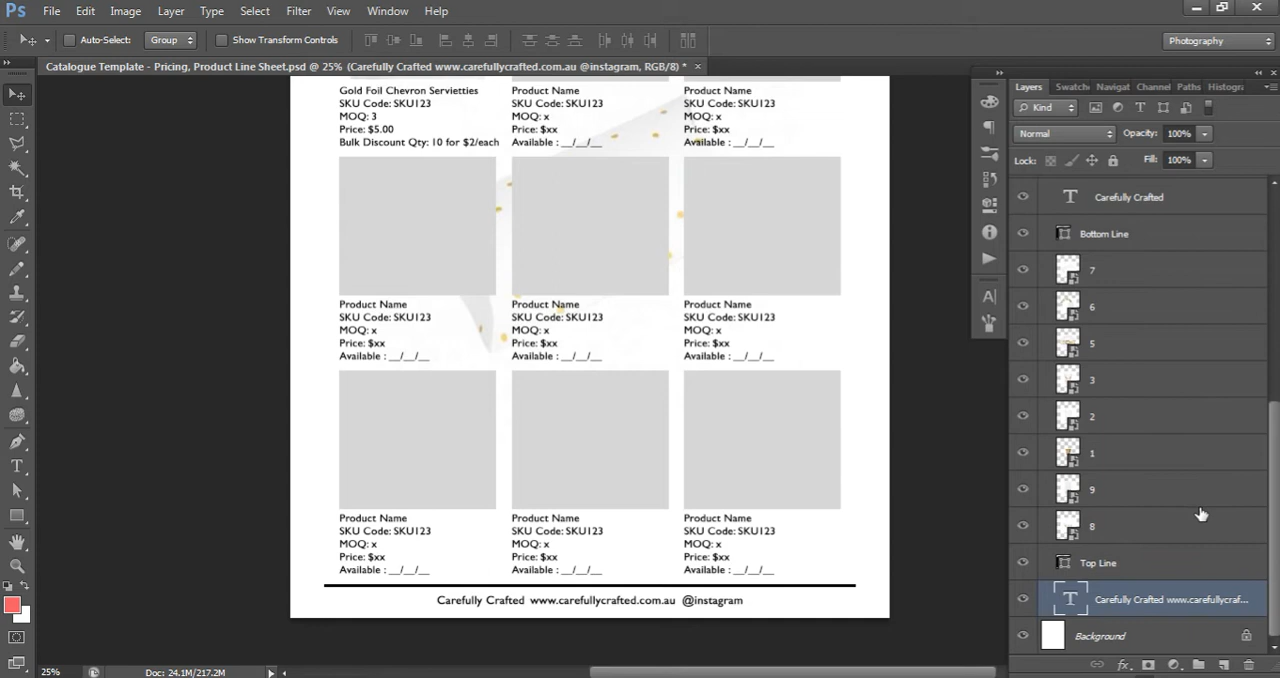 Ps File Edit Image Layer Type Select Filter View Window Help
Auto-Select: Group Show Transform Controls Photography
Catalogue Template - Pricing, Product Line Sheet.psd @ 25% (Carefully Crafted www.carefullycrafted.com.au @instagram, RGB/8) * ×
Gold Foil Chevron Servietties
SKU Code: SKU123
MOQ: 3
Price: $5.00
Bulk Discount Qty: 10 for $2/each
Product Name
SKU Code: SKU123
MOQ: x
Price: $xx
Available : __/__/__
Product Name
SKU Code: SKU123
MOQ: x
Price: $xx
Available : __/__/__
Product Name
SKU Code: SKU123
MOQ: x
Price: $xx
Available : __/__/__
Product Name
SKU Code: SKU123
MOQ: x
Price: $xx
Available : __/__/__
Product Name
SKU Code: SKU123
MOQ: x
Price: $xx
Available : __/__/__
Product Name
SKU Code: SKU123
MOQ: x
Price: $xx
Available : __/__/__
Product Name
SKU Code: SKU123
MOQ: x
Price: $xx
Available : __/__/__
Product Name
SKU Code: SKU123
MOQ: x
Price: $xx
Available : __/__/__
Carefully Crafted www.carefullycrafted.com.au @instagram
25% Doc: 24.1M/217.2M
Layers Swatch Navigat Channel Paths Histogra
Kind
Normal Opacity: 100%
Lock: Fill: 100%
T Carefully Crafted
Bottom Line
7
6
5
3
2
1
9
8
Top Line
T Carefully Crafted www.carefullycraf...
Background